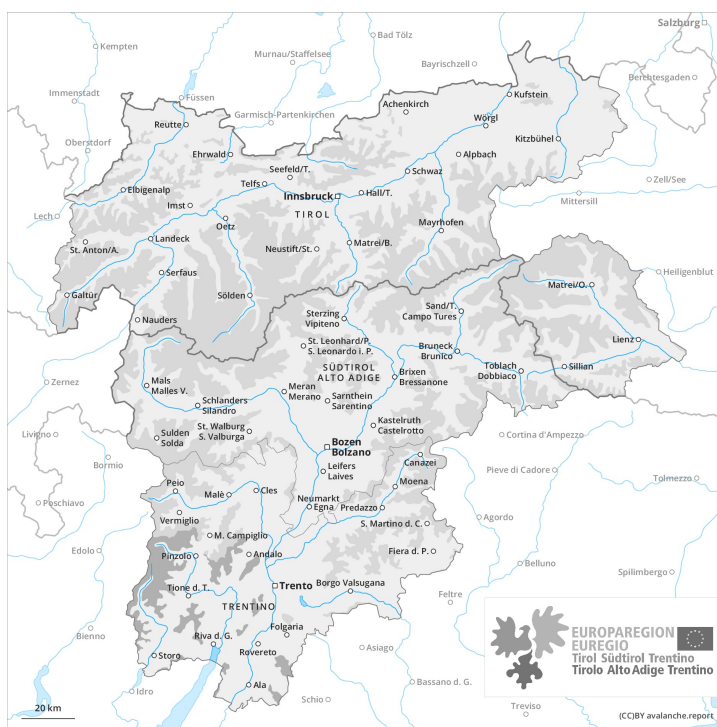 Salzburg
Kempten
Bad Tölz
Murnau/Staffelsee
Bayrischzell
Berchtesgaden
Immenstadt
Füssen
Achenkirch
Kufstein
Garmisch-Partenkirchen
Reutte
Wörgl
Oberstdorf
Kitzbühel
Ehrwald
Alpbach
Seefeld/T.
Schwaz
Zell/See
Telfs
Elbigenalp
Innsbruck
Hall/T.
Mittersill
Imst
TIROL
Lech
Oetz
Mayrhofen
Landeck
Matrei/B.
St. Anton/A.
Neustift/St.
Serfaus
Heiligenblut
Matrei/O.
Galtür
Sölden
Sand/T.
Campo Tures
Nauders
Sterzing
Vipiteno
Lienz
St. Leonhard/P.
S. Leonardo i. P.
Bruneck
Brunico
Sillian
SÜDTIROL
ALTO ADIGE
Toblach
Dobbiaco
Brixen
Bressanone
Zernez
Mals
Malles V.
Meran
Merano
Sarnthein
Sarentino
Schlanders
Silandro
St. Walburg
S. Valburga
Kastelruth
Castelrotto
Livigno
Sulden
Solda
Cortina d'Ampezzo
Bozen
Bolzano
Bormio
Canazei
Leifers
Laives
Pieve di Cadore
Tolmezzo
Peio
Malè
Cles
Moena
Poschiavo
Neumarkt
Egna
Predazzo
Vermiglio
Agordo
S. Martino d. C.
M. Campiglio
Edolo
Pinzolo
Andalo
Fiera d. P.
Belluno
Spilimbergo
Tione d. T.
Trento
Borgo Valsugana
Feltre
TRENTINO
Bienno
Riva d. G.
Folgaria
EUROPAREGION
EUREGIO
Tirol Südtirol Trentino
Tirolo Alto Adige Trentino
Storo
Rovereto
Asiago
Idro
Ala
Bassano d. G.
Schio
Treviso
20 km
(CC)BY avalanche.report